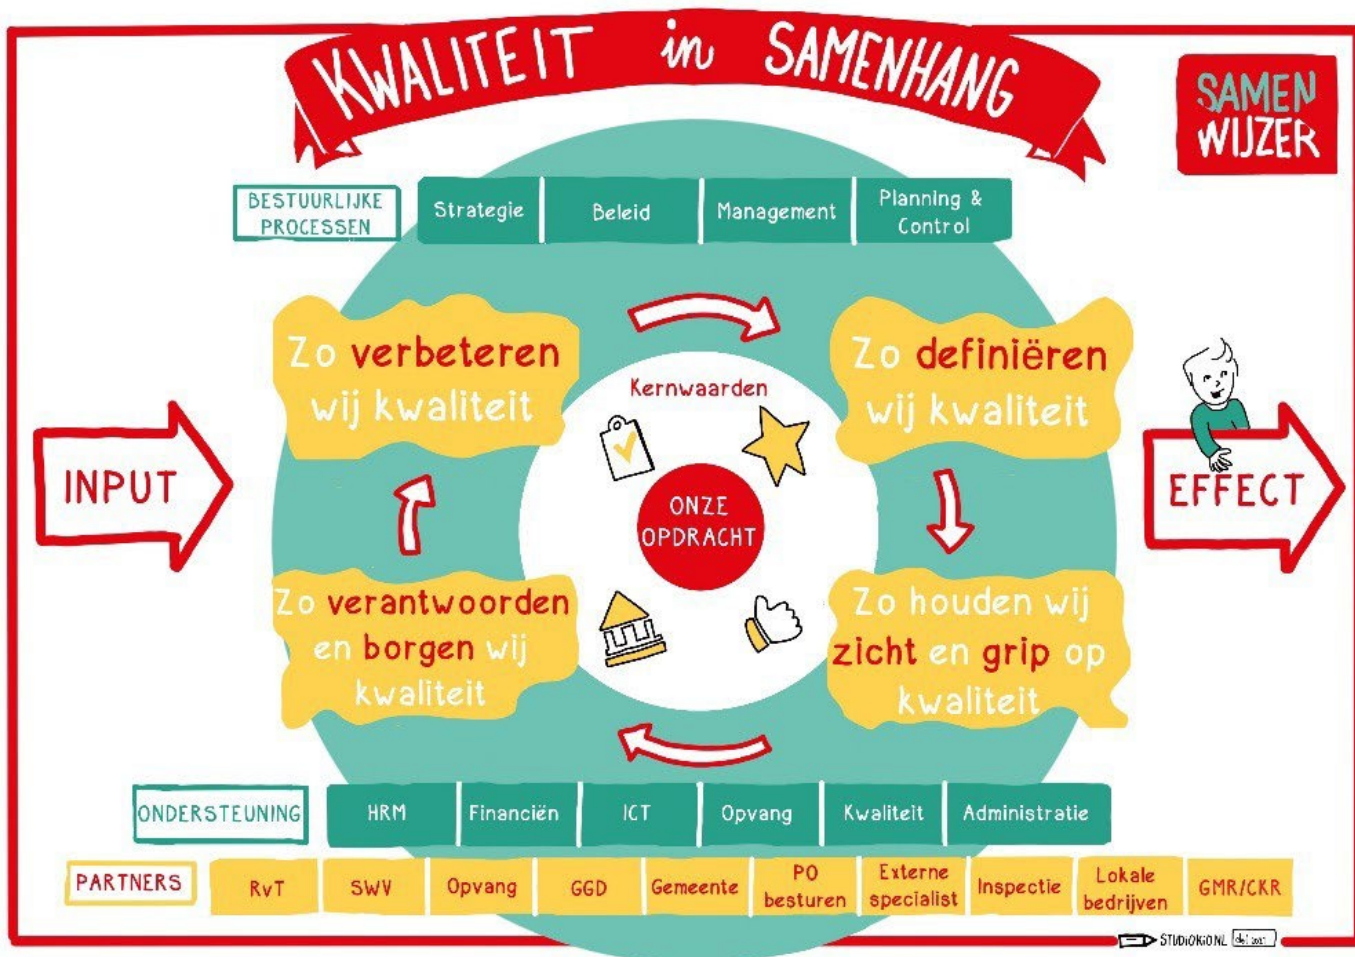 KWALITEIT in SAMENHANG
SAMEN
WIJZER
BESTUURLIJKE
PROCESSEN
Strategie
Beleid
Management
Planning &
Control
Zo verbeteren
wij kwaliteit
Zo definiëren
wij kwaliteit
Kernwaarden
INPUT
ONZE
OPDRACHT
EFFECT
Zo verantwoorden
en borgen wij
kwaliteit
Zo houden wij
zicht en grip op
kwaliteit
ONDERSTEUNING
HRM
Financiën
ICT
Opvang
Kwaliteit
Administratie
PARTNERS
RvT
SWV
Opvang
GGD
Gemeente
PO
besturen
Externe
specialist
Inspectie
Lokale
bedrijven
GMR/CKR
STUDIOKIO.NL